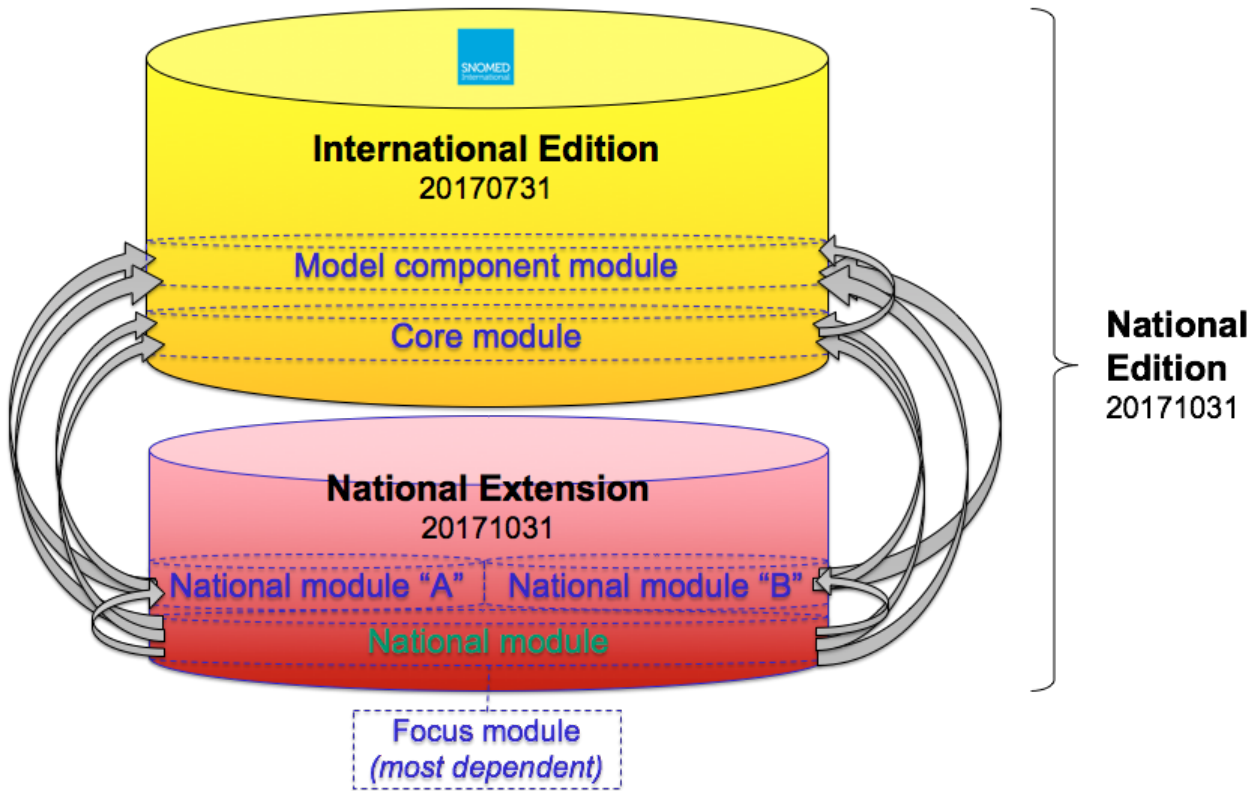 SNOMED
International
International Edition
20170731
Model component module
Core module
National
Edition
20171031
National Extension
20171031
National module “A”
National module “B”
National module
Focus module
(most dependent)